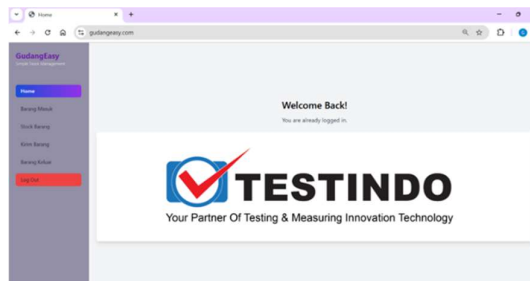 Home
gudangeasy.com
GudangEasy
Home
Barang Masuk
Stock Barang
Kirim Barang
Barang Keluar
Log Out
Welcome Back!
You are already logged in.
TESTINDO
Your Partner Of Testing & Measuring Innovation Technology